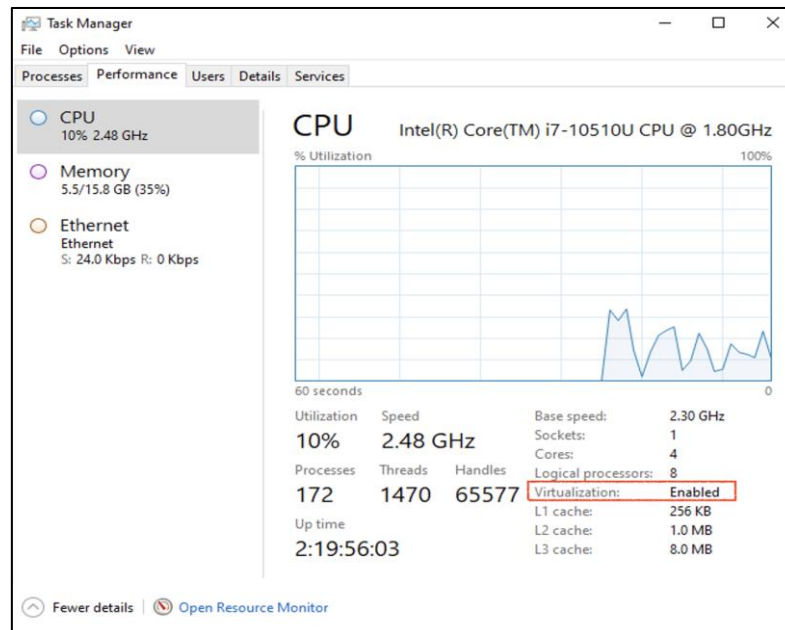 Task Manager
File Options View
Processes Performance Users Details Services
CPU
10% 2.48 GHz
Memory
5.5/15.8 GB (35%)
Ethernet
Ethernet
S: 24.0 Kbps R: 0 Kbps
CPU Intel(R) Core(TM) i7-10510U CPU @ 1.80GHz
% Utilization 100%
60 seconds 0
Utilization Speed
10% 2.48 GHz
Processes Threads Handles
172 1470 65577
Up time
2:19:56:03
Base speed: 2.30 GHz
Sockets: 1
Cores: 4
Logical processors: 8
Virtualization: Enabled
L1 cache: 256 KB
L2 cache: 1.0 MB
L3 cache: 8.0 MB
Fewer details Open Resource Monitor